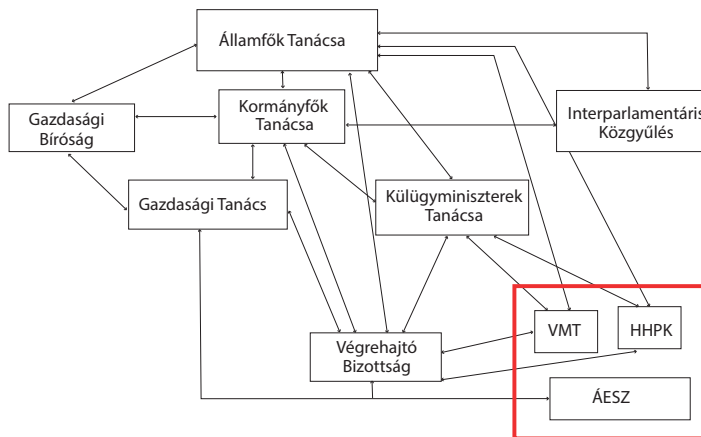 Államfők Tanácsa
Kormányfők
Tanácsa
Gazdasági
Bíróság
Interparlamentáris
Közgyűlés
Gazdasági Tanács
Külügyminiszterek
Tanácsa
VMT
HHPK
Végrehajtó
Bizottság
ÁESZ